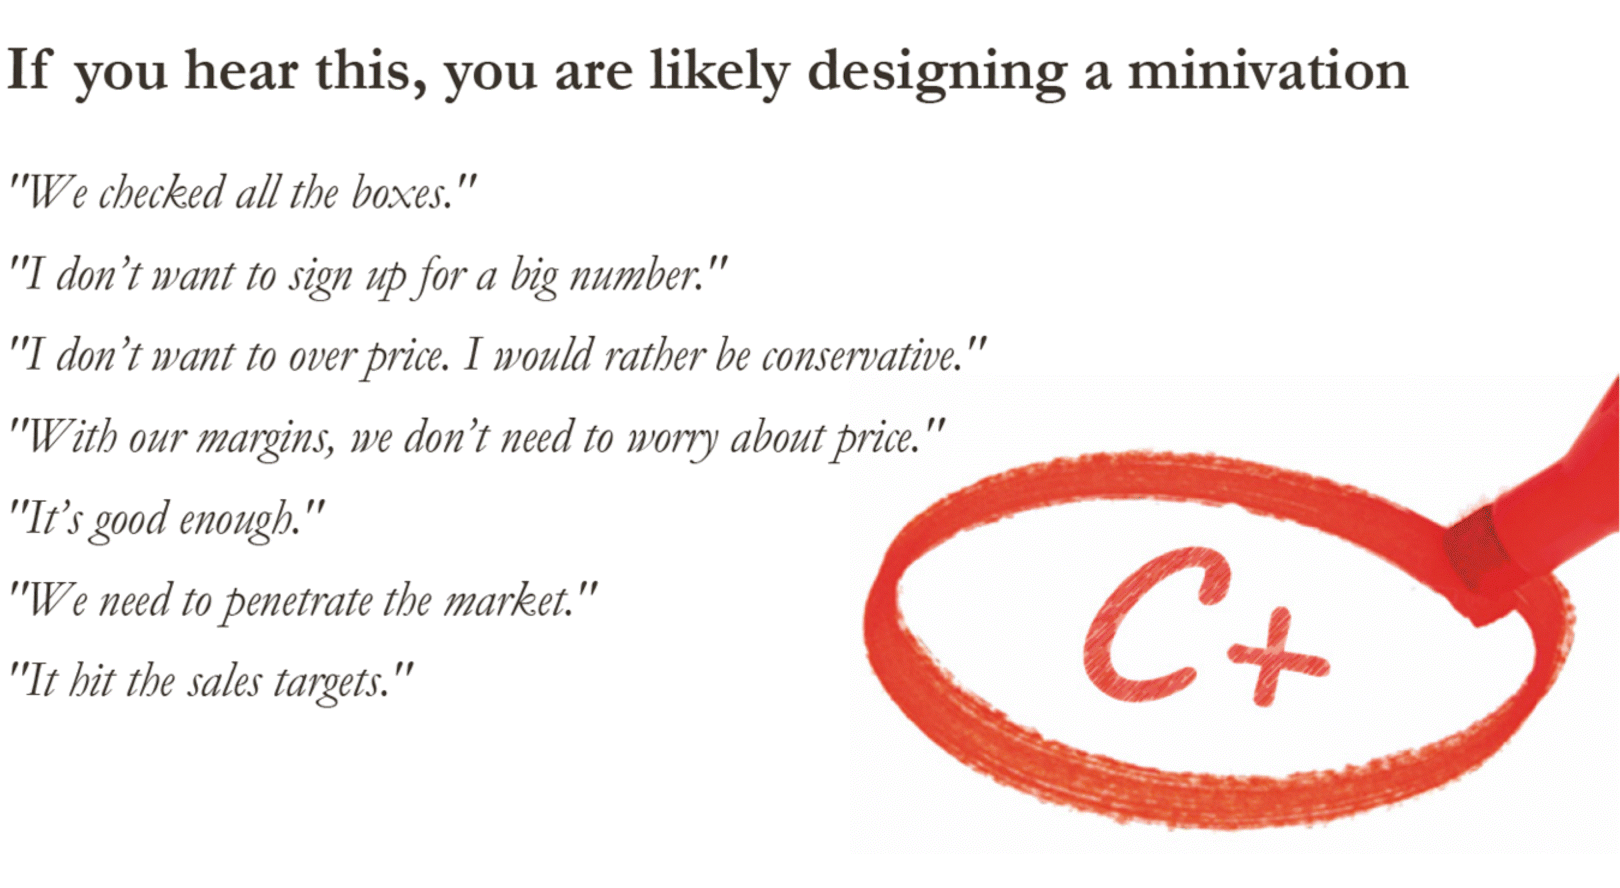 If you hear this, you are likely designing a minivation
"We checked all the boxes."
"I don’t want to sign up for a big number."
"I don’t want to over price. I would rather be conservative."
"With our margins, we don’t need to worry about price."
"It’s good enough."
"We need to penetrate the market."
"It hit the sales targets."
C+